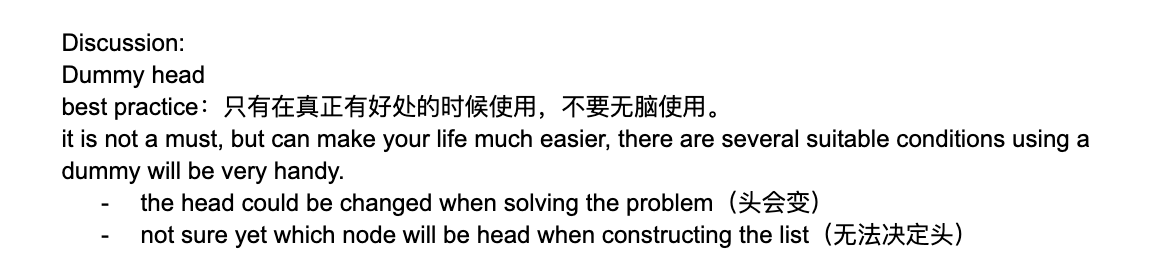 Discussion:
Dummy head
best practice：只有在真正有好处的时候使用，不要无脑使用。
it is not a must, but can make your life much easier, there are several suitable conditions using a
dummy will be very handy.
- the head could be changed when solving the problem（头会变）
- not sure yet which node will be head when constructing the list（无法决定头）